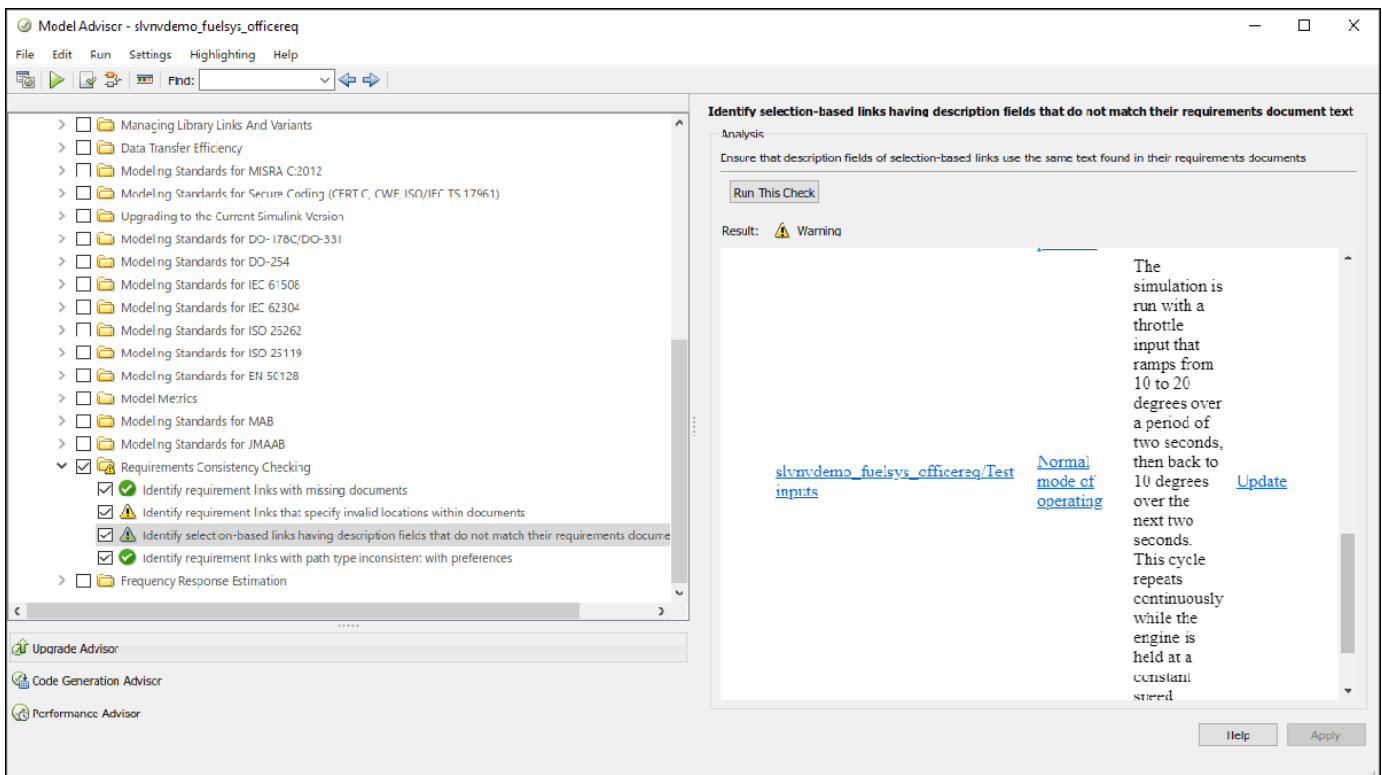 Model Advisor - slvnvdemo_fuelsys_officereq
File Edit Run Settings Highlighting Help
Find:
Managing Library Links And Variants
Data Transfer Efficiency
Modeling Standards for MISRA C:2012
Modeling Standards for Secure Coding (CERT C, CWE, ISO/IEC TS 17961)
Upgrading to the Current Simulink Version
Modeling Standards for DO-178C/DO-331
Modeling Standards for DO-254
Modeling Standards for IEC 61508
Modeling Standards for IEC 62304
Modeling Standards for ISO 26262
Modeling Standards for ISO 25119
Modeling Standards for EN 50128
Model Metrics
Modeling Standards for MAB
Modeling Standards for JMAAB
Requirements Consistency Checking
Identify requirement links with missing documents
Identify requirement links that specify invalid locations within documents
Identify selection-based links having description fields that do not match their requirements docume
Identify requirement links with path type inconsistent with preferences
Frequency Response Estimation
Upgrade Advisor
Code Generation Advisor
Performance Advisor
Identify selection-based links having description fields that do not match their requirements document text
Analysis
Ensure that description fields of selection-based links use the same text found in their requirements documents
Run This Check
Result: Warning
slvnvdemo_fuelsys_officereq/Test
inputs
Normal
mode of
operating
The
simulation is
run with a
throttle
input that
ramps from
10 to 20
degrees over
a period of
two seconds,
then back to
10 degrees
over the
next two
seconds.
This cycle
repeats
continuously
while the
engine is
held at a
constant
speed
Update
Help Apply